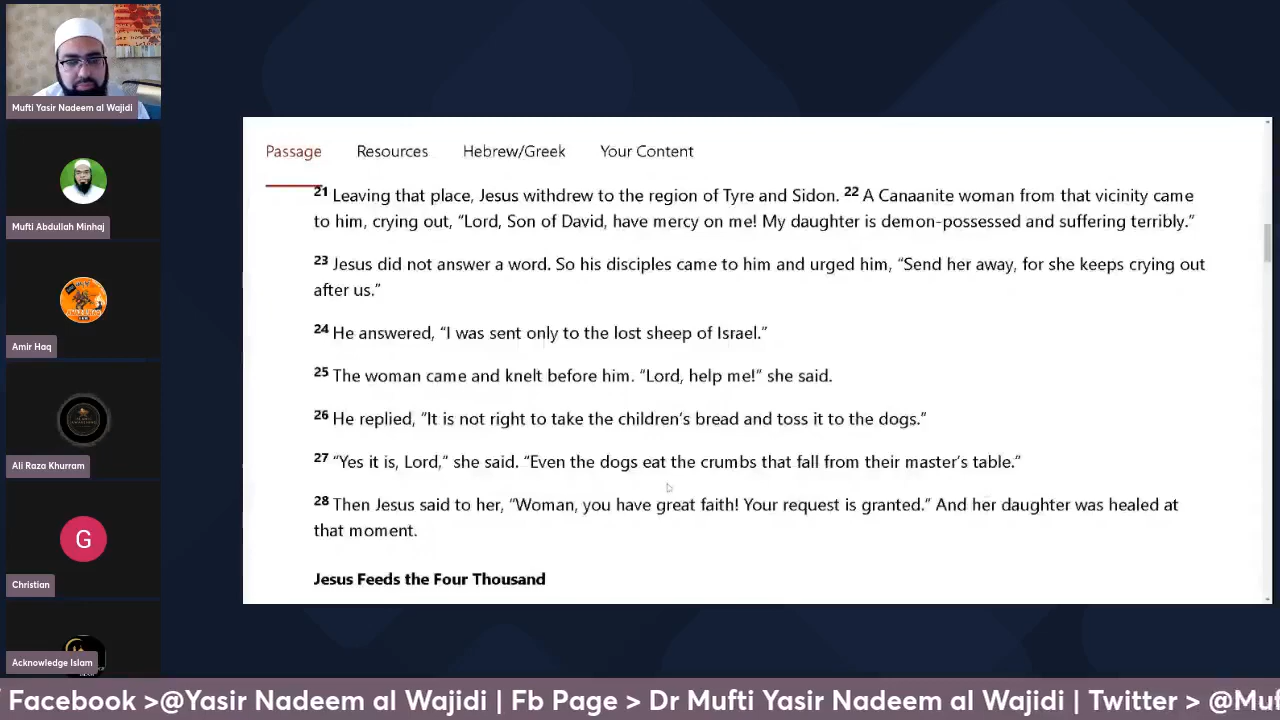 Mufti Yasir Nadeem al Wajidi
Mufti Abdullah Minhaj
Amir Haq
Ali Raza Khurram
G
Christian
Acknowledge Islam
Passage Resources Hebrew/Greek Your Content
21 Leaving that place, Jesus withdrew to the region of Tyre and Sidon. 22 A Canaanite woman from that vicinity came
to him, crying out, “Lord, Son of David, have mercy on me! My daughter is demon-possessed and suffering terribly.”
23 Jesus did not answer a word. So his disciples came to him and urged him, “Send her away, for she keeps crying out
after us.”
24 He answered, “I was sent only to the lost sheep of Israel.”
25 The woman came and knelt before him. “Lord, help me!” she said.
26 He replied, “It is not right to take the children’s bread and toss it to the dogs.”
27 “Yes it is, Lord,” she said. “Even the dogs eat the crumbs that fall from their master’s table.”
28 Then Jesus said to her, “Woman, you have great faith! Your request is granted.” And her daughter was healed at
that moment.
Jesus Feeds the Four Thousand
Facebook >@Yasir Nadeem al Wajidi | Fb Page > Dr Mufti Yasir Nadeem al Wajidi | Twitter > @Muf